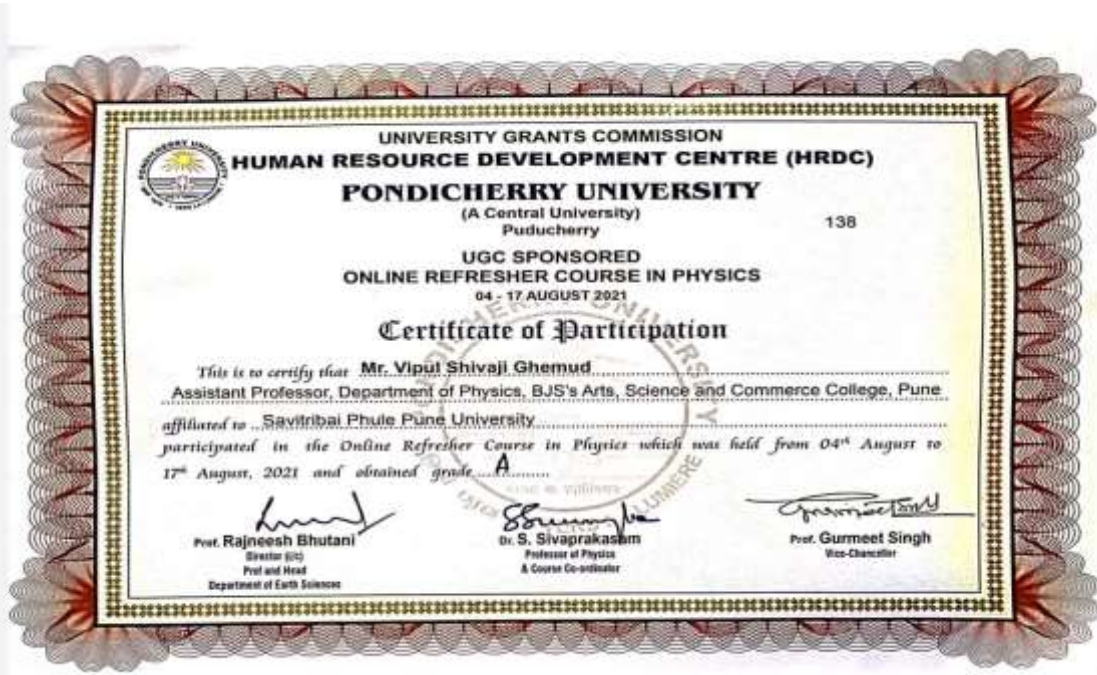 UNIVERSITY GRANTS COMMISSION
HUMAN RESOURCE DEVELOPMENT CENTRE (HRDC)
PONDICHERRY UNIVERSITY
(A Central University)
Puducherry
138
UGC SPONSORED
ONLINE REFRESHER COURSE IN PHYSICS
04 - 17 AUGUST 2021
Certificate of Participation
This is to certify that Mr. Vipul Shivaji Ghemud
Assistant Professor, Department of Physics, BJS's Arts, Science and Commerce College, Pune
affiliated to Savitribai Phule Pune University
participated in the Online Refresher Course in Physics which was held from 04th August to
17th August, 2021 and obtained grade A
Prof. Rajneesh Bhutani
Director (i/c)
Prof and Head
Department of Earth Sciences
Dr. S. Sivaprakasam
Professor of Physics
& Course Co-ordinator
Prof. Gurmeet Singh
Vice-Chancellor
PONDICHERRY UNIVERSITY
LUMIERE